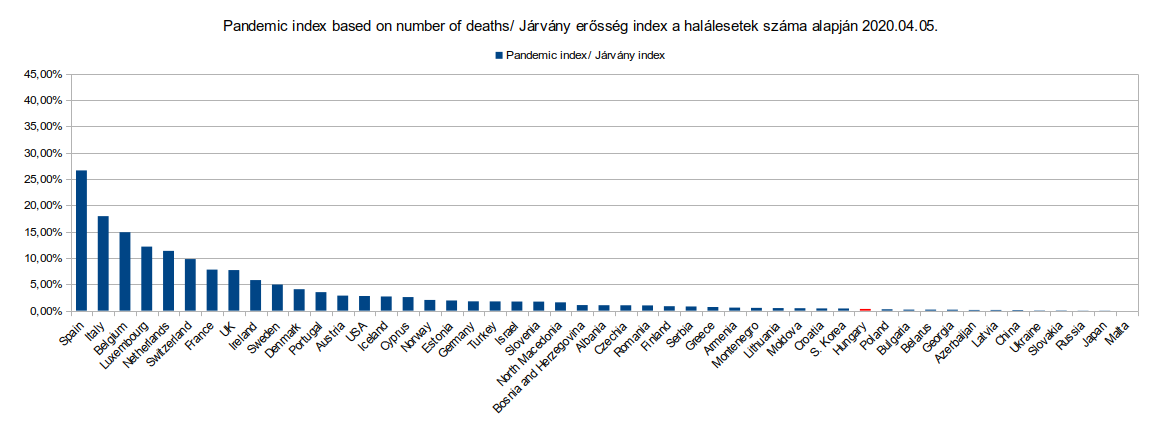 Pandemic index based on number of deaths/ Járvány erősség index a halálesetek száma alapján 2020.04.05.
Pandemic index/ Járvány index
45,00%
40,00%
35,00%
30,00%
25,00%
20,00%
15,00%
10,00%
5,00%
0,00%
Spain
Italy
Belgium
Luxembourg
Netherlands
Switzerland
France
UK
Ireland
Sweden
Denmark
Portugal
Austria
USA
Iceland
Cyprus
Norway
Estonia
Germany
Turkey
Israel
Slovenia
North Macedonia
Bosnia and Herzegovina
Albania
Czechia
Romania
FInland
Serbia
Greece
Armenia
Montenegro
Lithuania
Moldova
Croatia
S. Korea
Hungary
Poland
Bulgaria
Belarus
Georgia
Azerbaijan
Latvia
China
Ukraine
Slovakia
Russia
Japan
Malta